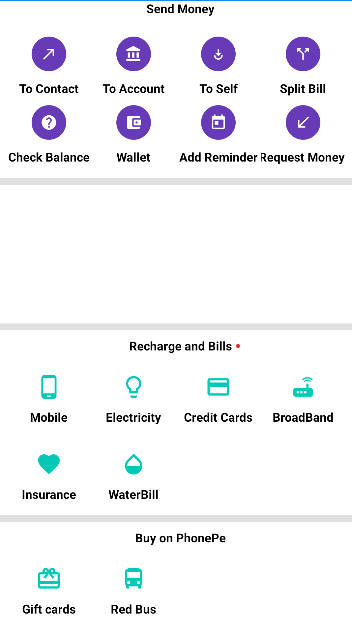 Send Money
To Contact To Account To Self Split Bill
Check Balance Wallet Add Reminder Request Money
Recharge and Bills
Mobile Electricity Credit Cards BroadBand
Insurance WaterBill
Buy on PhonePe
Gift cards Red Bus